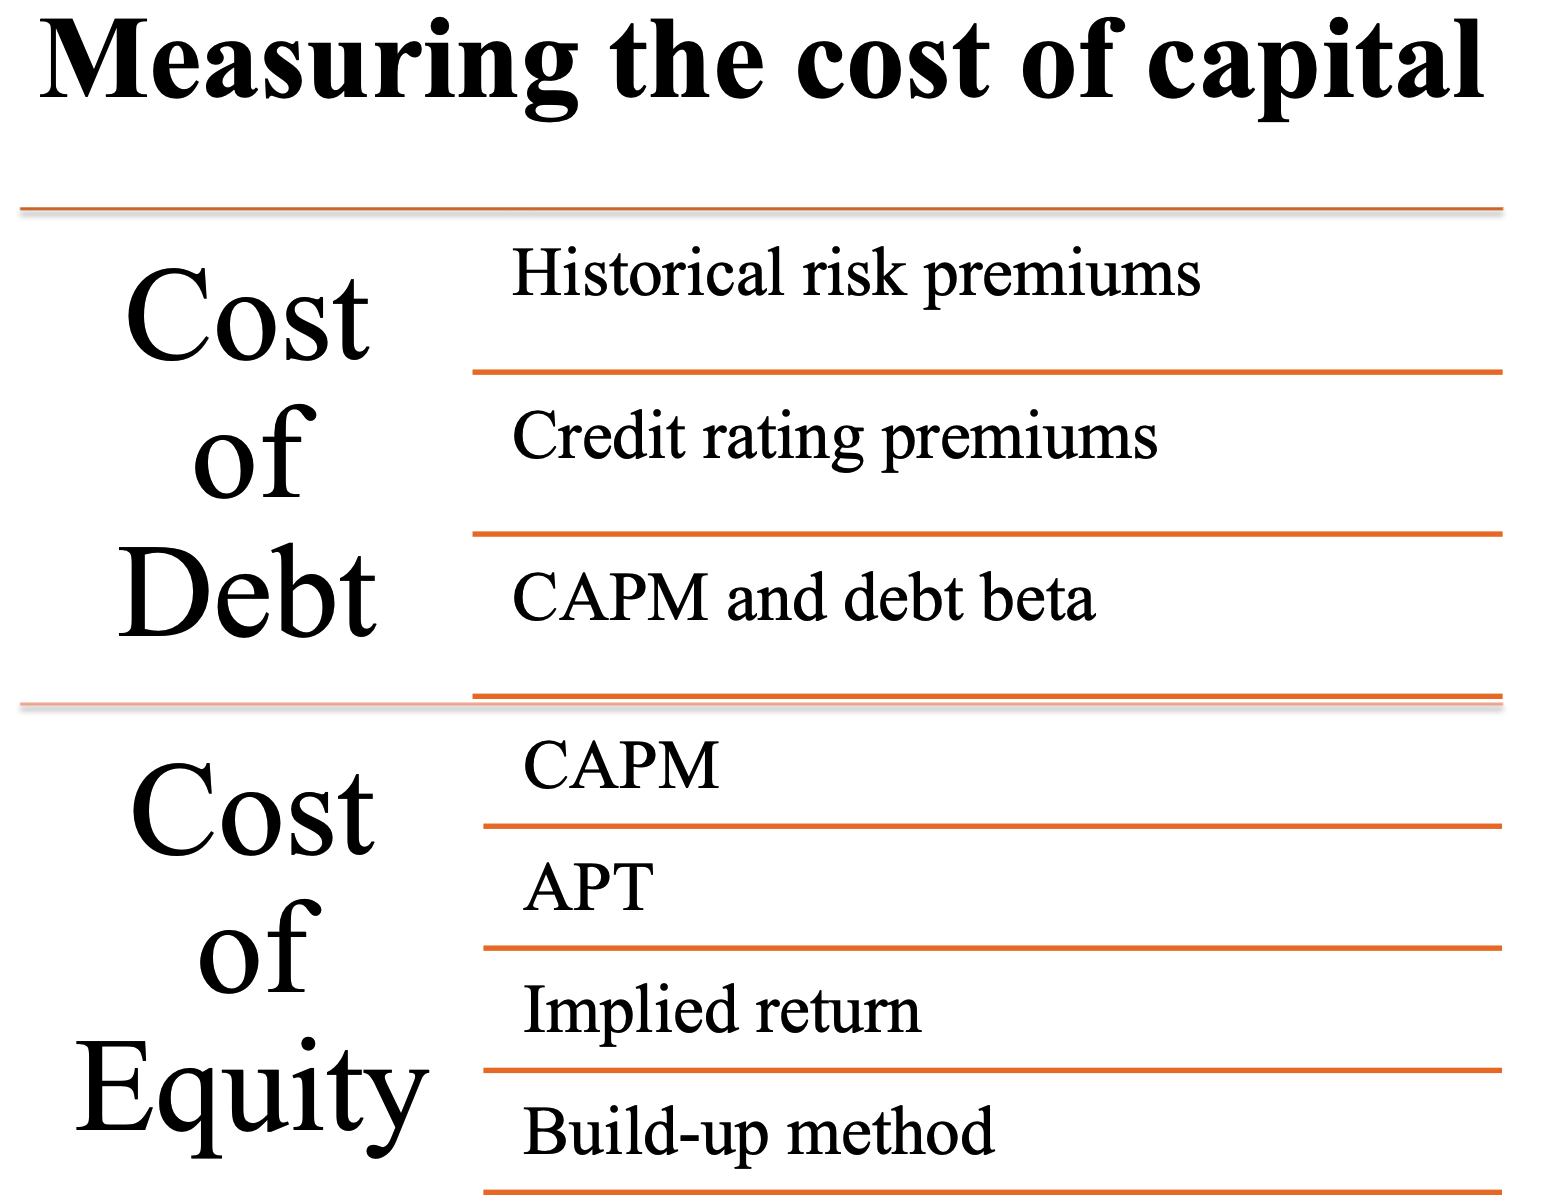 Measuring the cost of capital
Cost
of
Debt
Historical risk premiums
Credit rating premiums
CAPM and debt beta
Cost
of
Equity
CAPM
APT
Implied return
Build-up method